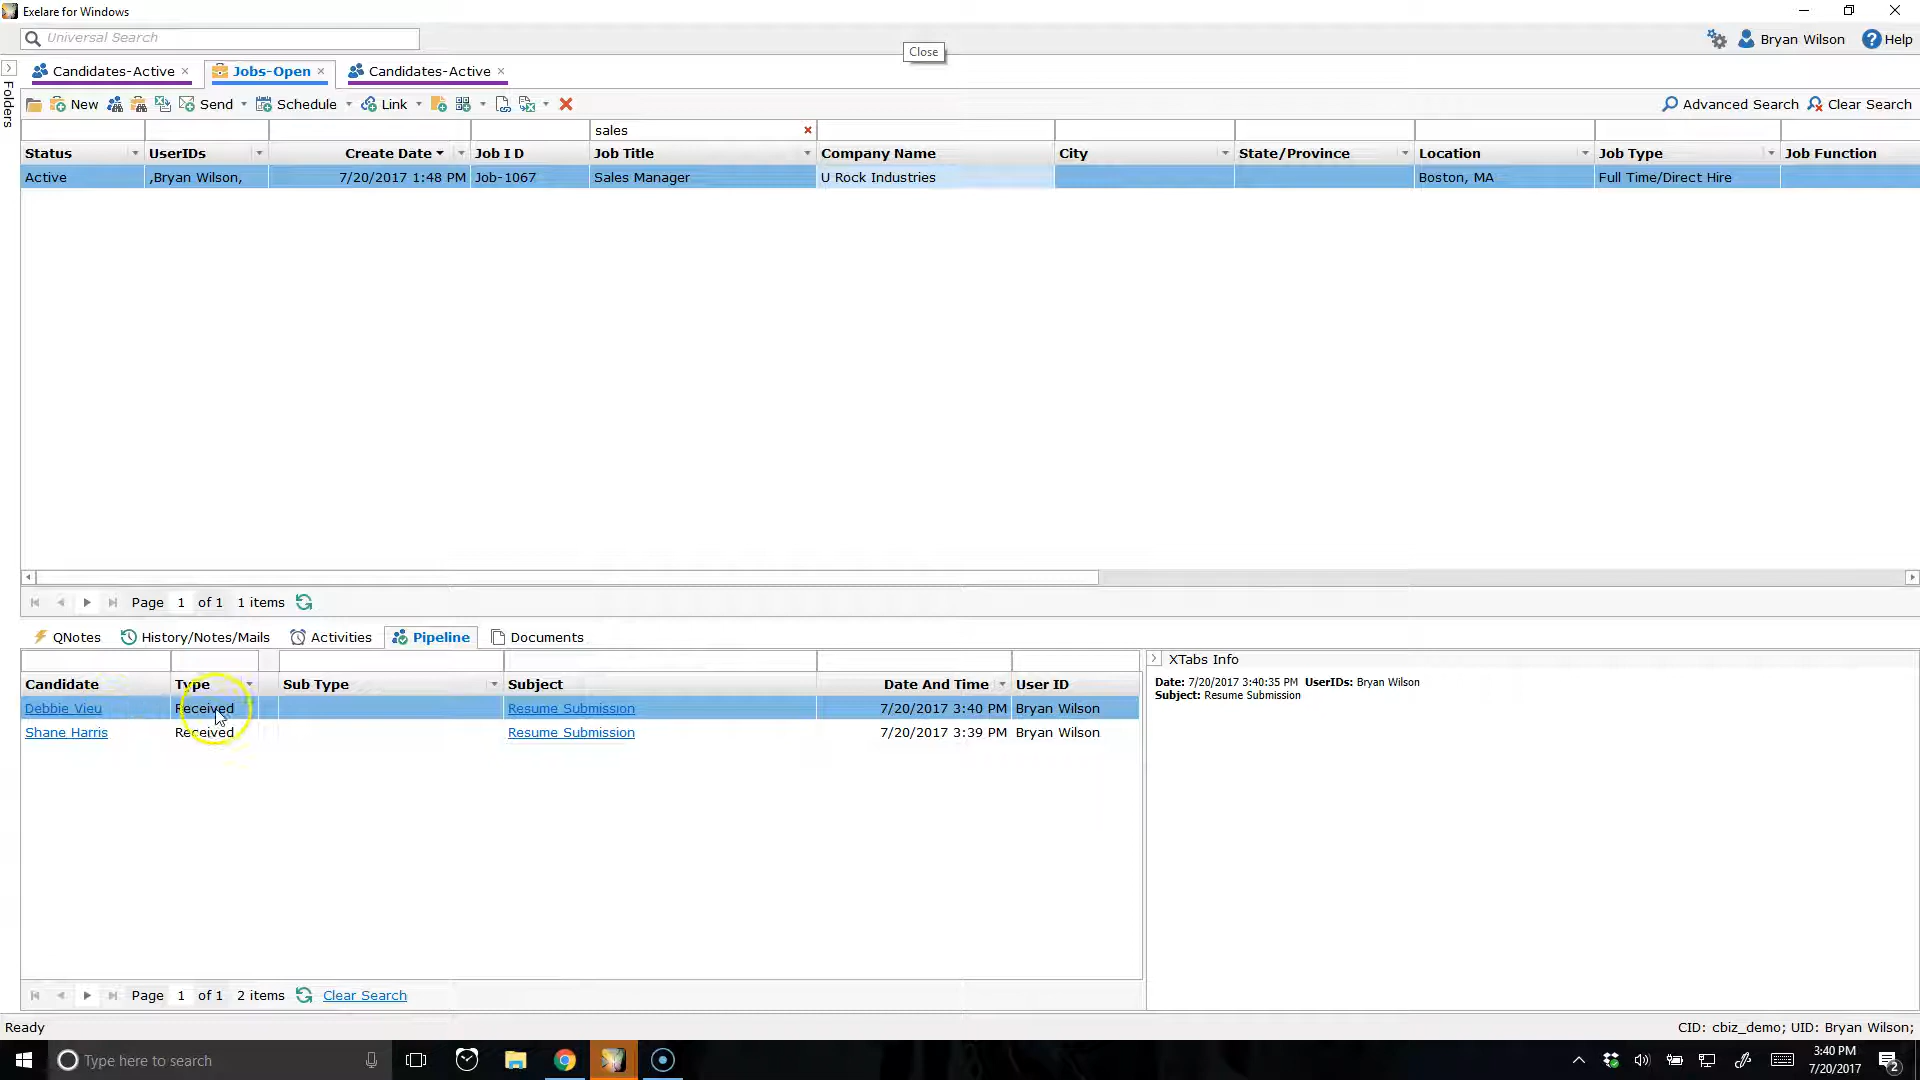 Exelare for Windows
Universal Search
Close
Bryan Wilson
Help
Folders
Candidates-Active
Jobs-Open
Candidates-Active
New
Send
Schedule
Link
Advanced Search
Clear Search
sales
Status UserIDs Create Date Job I D Job Title Company Name City State/Province Location Job Type Job Function
Active ,Bryan Wilson, 7/20/2017 1:48 PM Job-1067 Sales Manager U Rock Industries Boston, MA Full Time/Direct Hire
Page 1 of 1 1 items
QNotes History/Notes/Mails Activities Pipeline Documents
XTabs Info
Candidate Type Sub Type Subject Date And Time User ID
Date: 7/20/2017 3:40:35 PM UserIDs: Bryan Wilson
Subject: Resume Submission
Debbie Vieu Received Resume Submission 7/20/2017 3:40 PM Bryan Wilson
Shane Harris Received Resume Submission 7/20/2017 3:39 PM Bryan Wilson
Page 1 of 1 2 items Clear Search
Ready
CID: cbiz_demo; UID: Bryan Wilson;
Type here to search
3:40 PM
7/20/2017
2